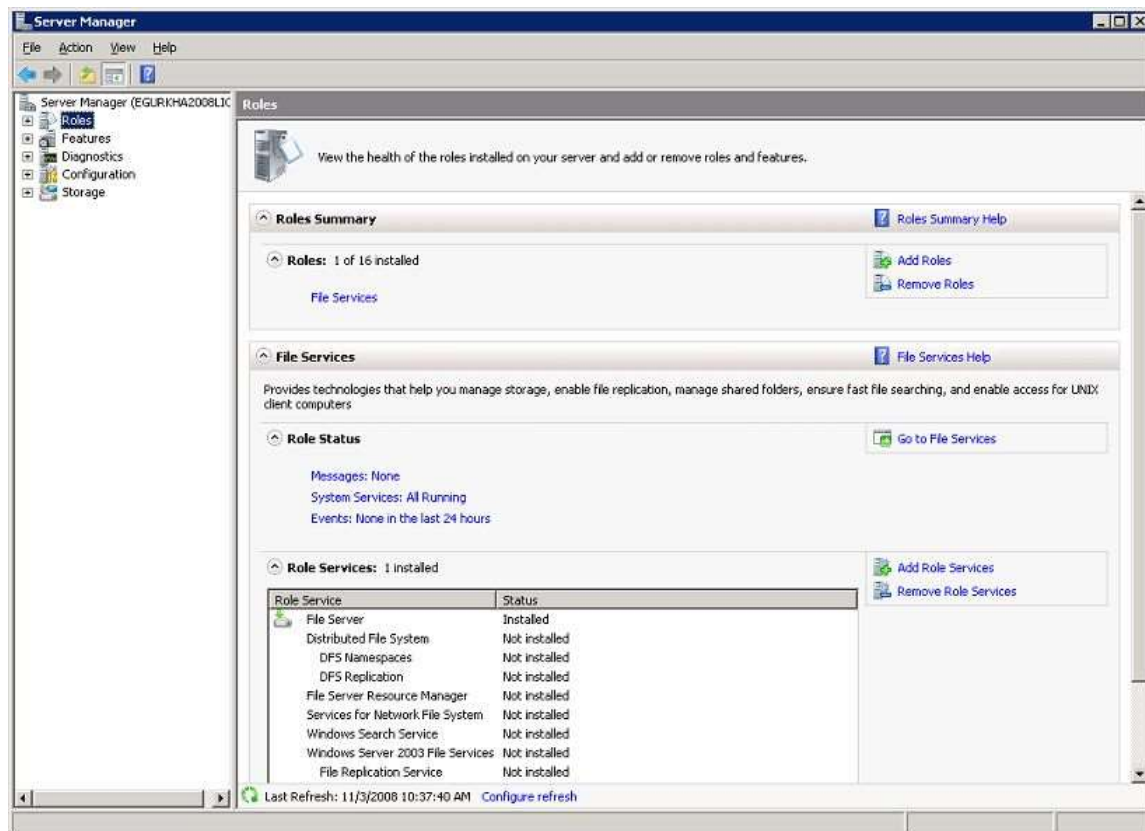 Server Manager
File Action View Help
Server Manager (EGURKHA2008LIC
Roles
Features
Diagnostics
Configuration
Storage
Roles
View the health of the roles installed on your server and add or remove roles and features.
Roles Summary
Roles Summary Help
Roles: 1 of 16 installed
Add Roles
Remove Roles
File Services
File Services
File Services Help
Provides technologies that help you manage storage, enable file replication, manage shared folders, ensure fast file searching, and enable access for UNIX
client computers
Role Status
Go to File Services
Messages: None
System Services: All Running
Events: None in the last 24 hours
Role Services: 1 installed
Add Role Services
Remove Role Services
Role Service Status
File Server Installed
Distributed File System Not installed
DFS Namespaces Not installed
DFS Replication Not installed
File Server Resource Manager Not installed
Services for Network File System Not installed
Windows Search Service Not installed
Windows Server 2003 File Services Not installed
File Replication Service Not installed
Last Refresh: 11/3/2008 10:37:40 AM Configure refresh